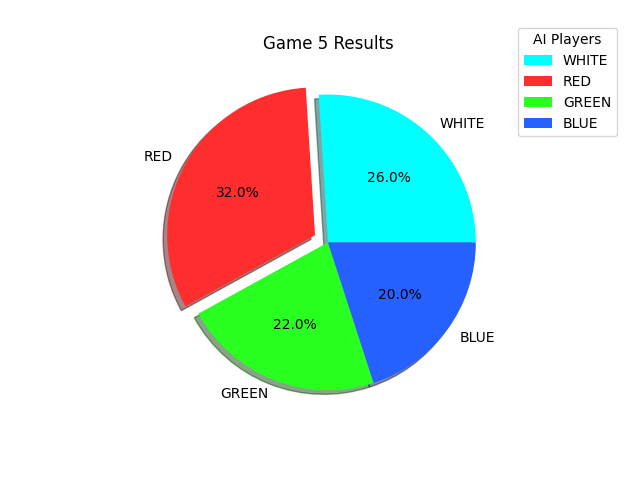 Game 5 Results
AI Players
WHITE
RED
GREEN
BLUE
WHITE
RED
26.0%
32.0%
20.0%
22.0%
BLUE
GREEN